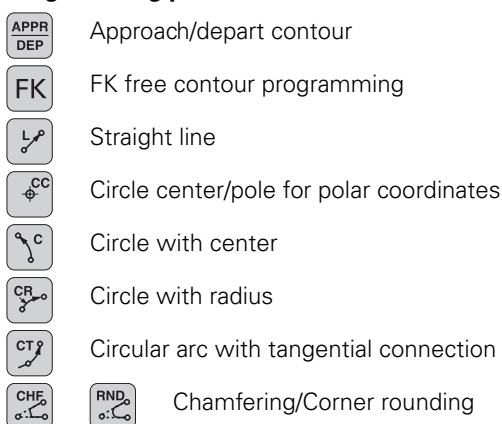 APPR
DEP
Approach/depart contour
FK
FK free contour programming
L
Straight line
CC
Circle center/pole for polar coordinates
C
Circle with center
CR
Circle with radius
CT
Circular arc with tangential connection
CHF
RND
Chamfering/Corner rounding